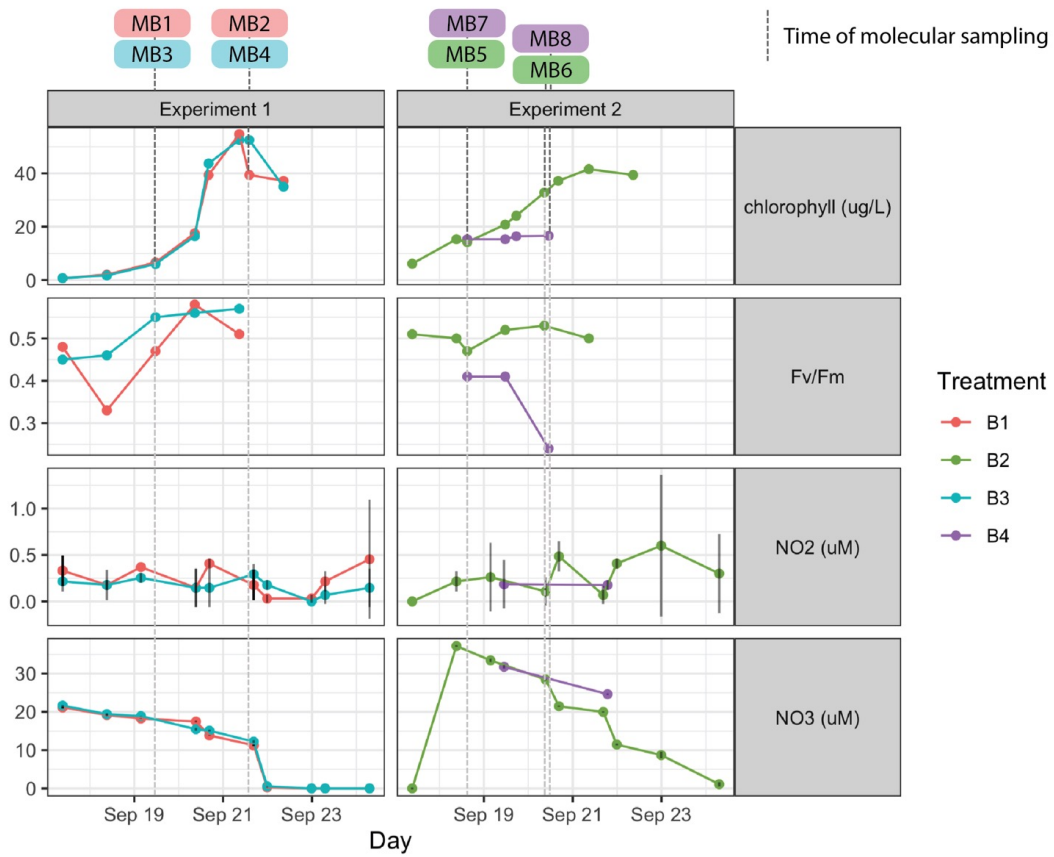 MB1 MB2 MB7
MB3 MB4 MB5
MB8
MB6
Time of molecular sampling
Experiment 1 Experiment 2
40
20
0
chlorophyll (ug/L)
0.5
0.4
0.3
Fv/Fm
1.0
0.5
0.0
NO2 (uM)
30
20
10
0
NO3 (uM)
Sep 19 Sep 21 Sep 23 Sep 19 Sep 21 Sep 23
Day
Treatment
B1
B2
B3
B4